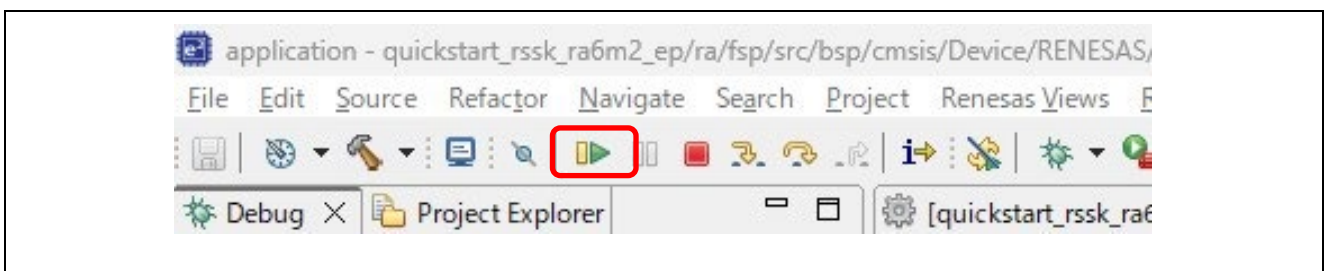 application - quickstart_rssk_ra6m2_ep/ra/fsp/src/bsp/cmsis/Device/RENESAS/
File Edit Source Refactor Navigate Search Project Renesas Views
Debug Project Explorer [quickstart_rssk_ra6